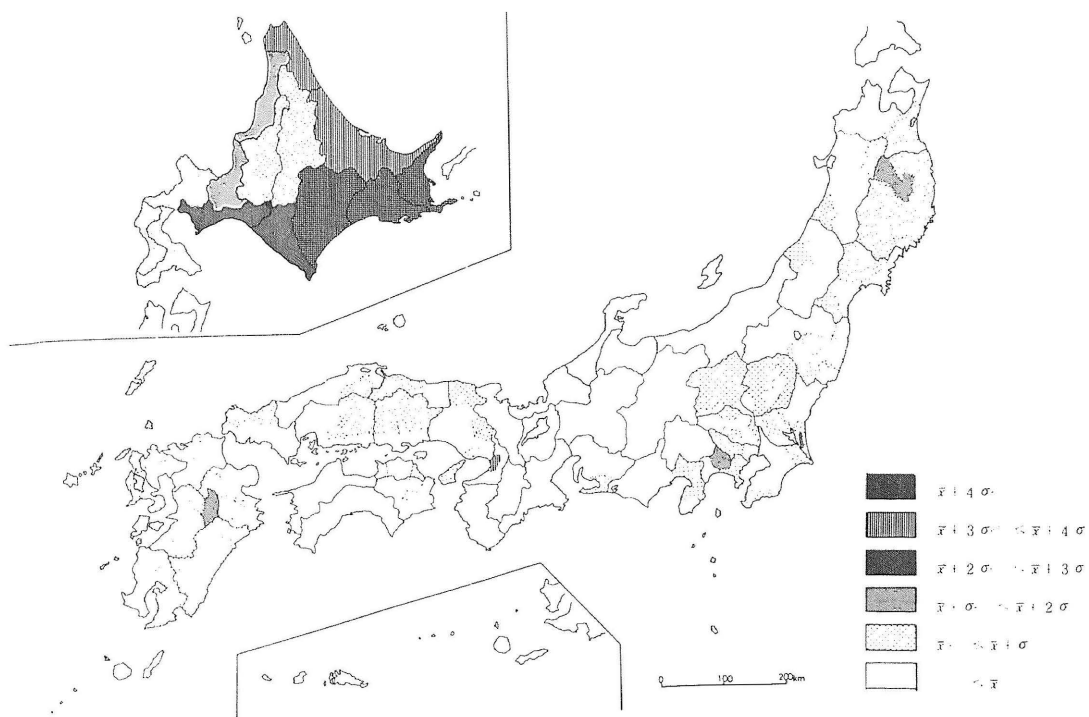 x̄ + 4 σ
x̄ + 3 σ ~ ≤ x̄ + 4 σ
x̄ + 2 σ ~ x̄ + 3 σ
x̄ + σ ~ x̄ + 2 σ
x̄ ~ ≤ x̄ + σ
≤ x̄
0 100 200km